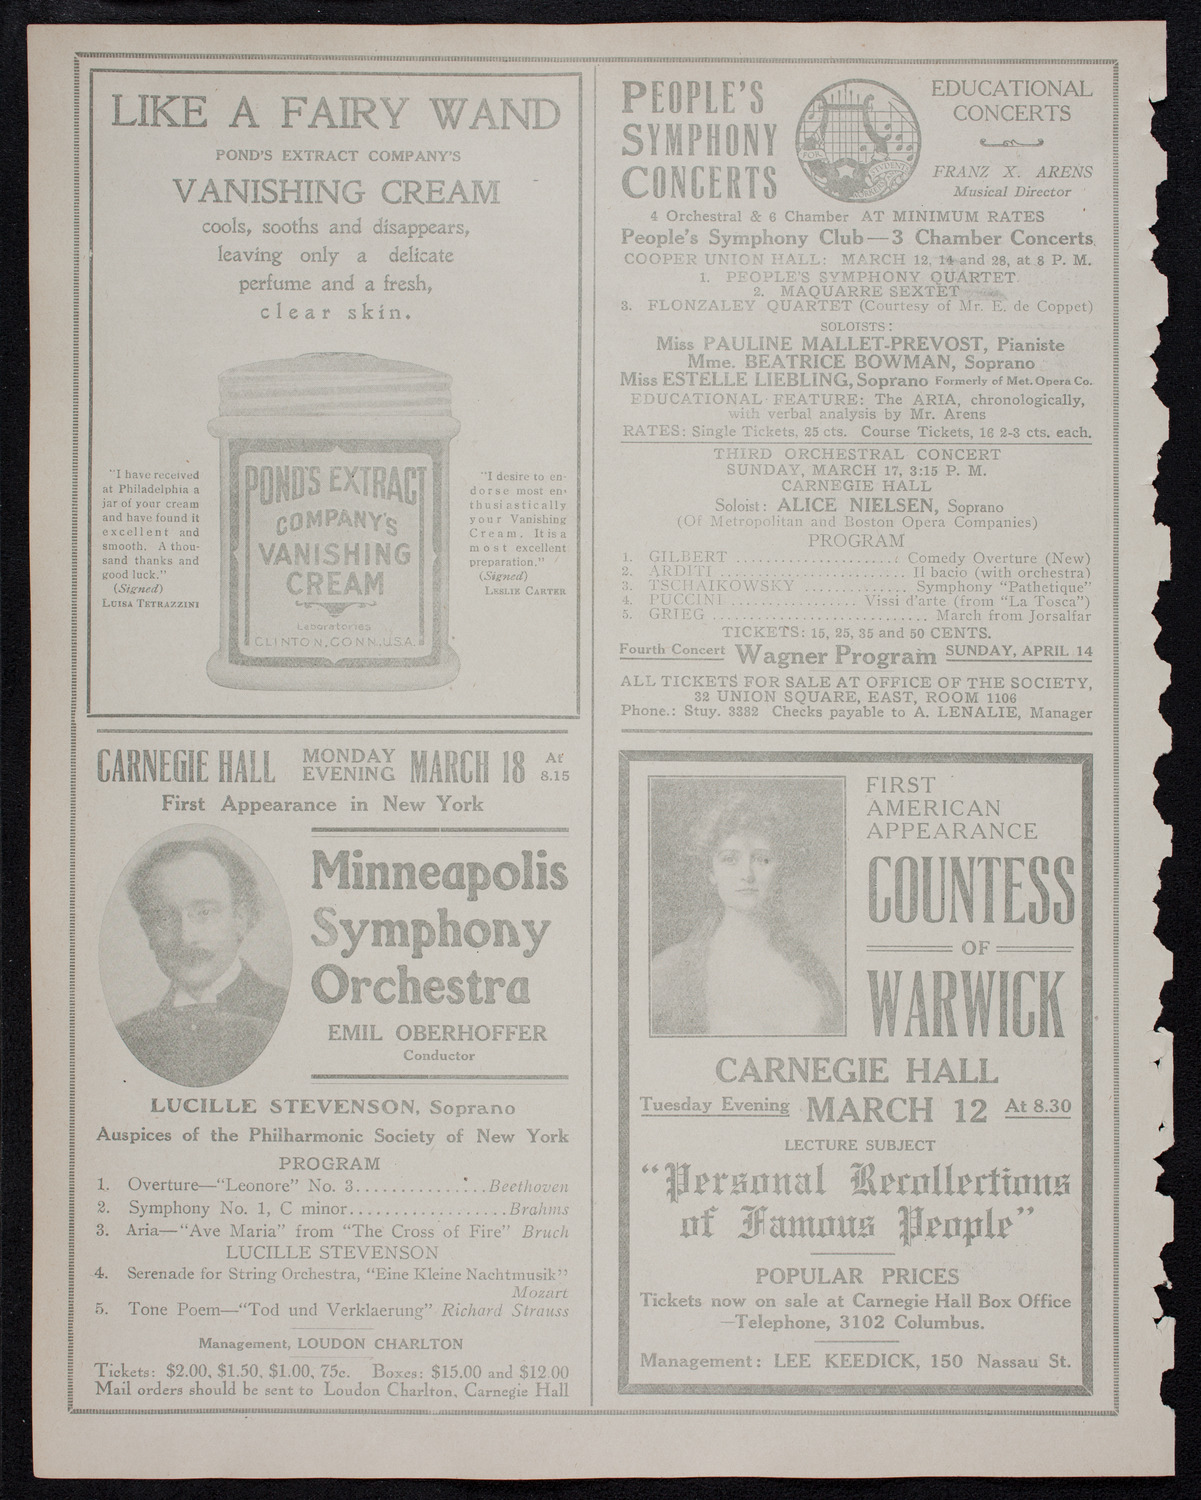 LIKE A FAIRY WAND
POND'S EXTRACT COMPANY'S
VANISHING CREAM
cools, sooths and disappears,
leaving only a delicate
perfume and a fresh,
clear skin.
"I have received
at Philadelphia a
jar of your cream
and have found it
excellent and
smooth. A thou-
sand thanks and
good luck."
(Signed)
LUISA TETRAZZINI
POND'S EXTRACT
COMPANY'S
VANISHING
CREAM
Laboratories
CLINTON, CONN., U.S.A.
"I desire to en-
dorse most en-
thusiastically
your Vanishing
Cream. It is a
most excellent
preparation."
(Signed)
LESLIE CARTER
CARNEGIE HALL MONDAY EVENING MARCH 18 At 8.15
First Appearance in New York
Minneapolis
Symphony
Orchestra
EMIL OBERHOFFER
Conductor
LUCILLE STEVENSON, Soprano
Auspices of the Philharmonic Society of New York
PROGRAM
1. Overture—"Leonore" No. 3...............Beethoven
2. Symphony No. 1, C minor..................Brahms
3. Aria—"Ave Maria" from "The Cross of Fire" Bruch
LUCILLE STEVENSON
4. Serenade for String Orchestra, "Eine Kleine Nachtmusik"
Mozart
5. Tone Poem—"Tod und Verklaerung" Richard Strauss
Management, LOUDON CHARLTON
Tickets: $2.00, $1.50, $1.00, 75c. Boxes: $15.00 and $12.00
Mail orders should be sent to Loudon Charlton, Carnegie Hall
PEOPLE'S
SYMPHONY
CONCERTS
FOR STUDENTS WORKERS
EDUCATIONAL
CONCERTS
FRANZ X. ARENS
Musical Director
4 Orchestral & 6 Chamber AT MINIMUM RATES
People's Symphony Club—3 Chamber Concerts.
COOPER UNION HALL: MARCH 12, 14 and 28, at 8 P. M.
1. PEOPLE'S SYMPHONY QUARTET
2. MAQUARRE SEXTET
3. FLONZALEY QUARTET (Courtesy of Mr. E. de Coppet)
SOLOISTS:
Miss PAULINE MALLET-PREVOST, Pianiste
Mme. BEATRICE BOWMAN, Soprano
Miss ESTELLE LIEBLING, Soprano Formerly of Met. Opera Co.
EDUCATIONAL FEATURE: The ARIA, chronologically,
with verbal analysis by Mr. Arens
RATES: Single Tickets, 25 cts. Course Tickets, 16 2-3 cts. each.
THIRD ORCHESTRAL CONCERT
SUNDAY, MARCH 17, 3:15 P. M.
CARNEGIE HALL
Soloist: ALICE NIELSEN, Soprano
(Of Metropolitan and Boston Opera Companies)
PROGRAM
1. GILBERT ..................... Comedy Overture (New)
2. ARDITI ........................ Il bacio (with orchestra)
3. TSCHAIKOWSKY ............. Symphony "Pathetique"
4. PUCCINI ................ Vissi d'arte (from "La Tosca")
5. GRIEG ............................ March from Jorsalfar
TICKETS: 15, 25, 35 and 50 CENTS.
Fourth Concert Wagner Program SUNDAY, APRIL 14
ALL TICKETS FOR SALE AT OFFICE OF THE SOCIETY,
32 UNION SQUARE, EAST, ROOM 1106
Phone.: Stuy. 3382 Checks payable to A. LENALIE, Manager
FIRST
AMERICAN
APPEARANCE
COUNTESS
OF
WARWICK
CARNEGIE HALL
Tuesday Evening MARCH 12 At 8.30
LECTURE SUBJECT
"Personal Recollections
of Famous People"
POPULAR PRICES
Tickets now on sale at Carnegie Hall Box Office
—Telephone, 3102 Columbus.
Management: LEE KEEDICK, 150 Nassau St.